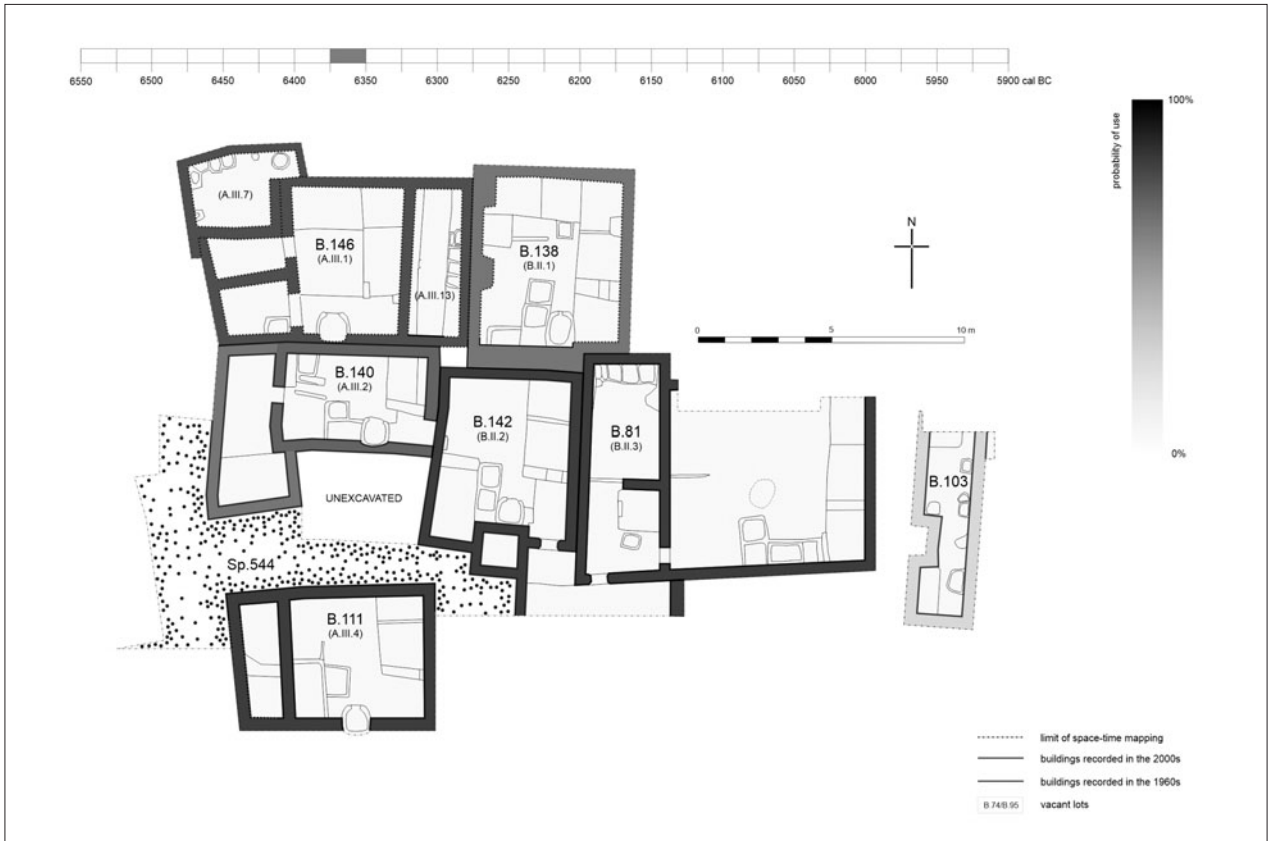 6550 6500 6450 6400 6350 6300 6250 6200 6150 6100 6050 6000 5950 5900 cal BC
100%
probability of use
0%
(A.III.7)
B.146
(A.III.1)
(A.III.13)
B.138
(B.II.1)
N
0 5 10 m
B.140
(A.III.2)
B.142
(B.II.2)
B.81
(B.II.3)
B.103
UNEXCAVATED
Sp.544
B.111
(A.III.4)
limit of space-time mapping
buildings recorded in the 2000s
buildings recorded in the 1960s
B.74/B.95 vacant lots